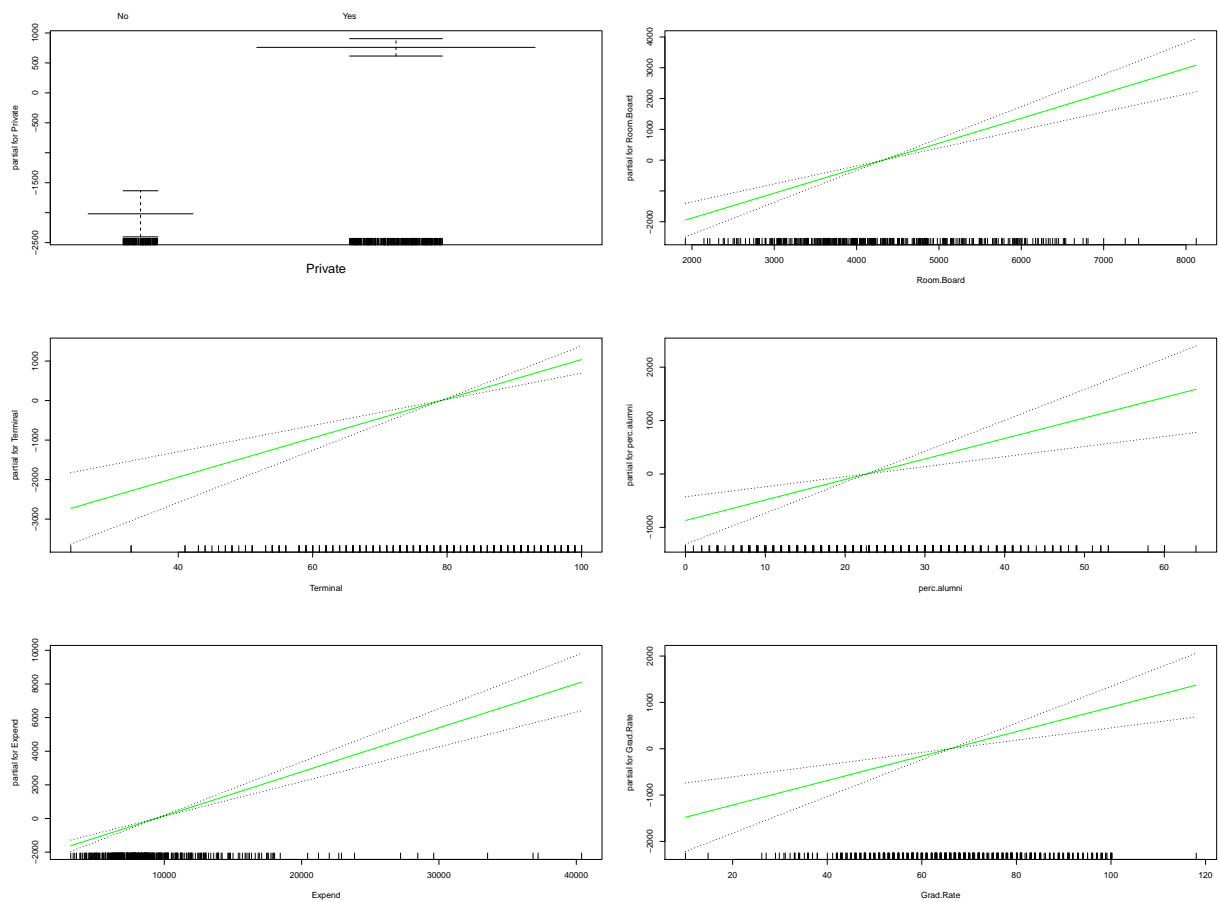 No Yes
partial for Private
1000
500
0
−500
−1500
−2500
Private
partial for Room.Board
4000
3000
2000
1000
0
−2000
2000 3000 4000 5000 6000 7000 8000
Room.Board
partial for Terminal
1000
0
−1000
−2000
−3000
40 60 80 100
Terminal
partial for perc.alumni
2000
1000
0
−1000
0 10 20 30 40 50 60
perc.alumni
partial for Expend
10000
8000
6000
4000
2000
0
−2000
10000 20000 30000 40000
Expend
partial for Grad.Rate
2000
1000
0
−1000
−2000
20 40 60 80 100 120
Grad.Rate